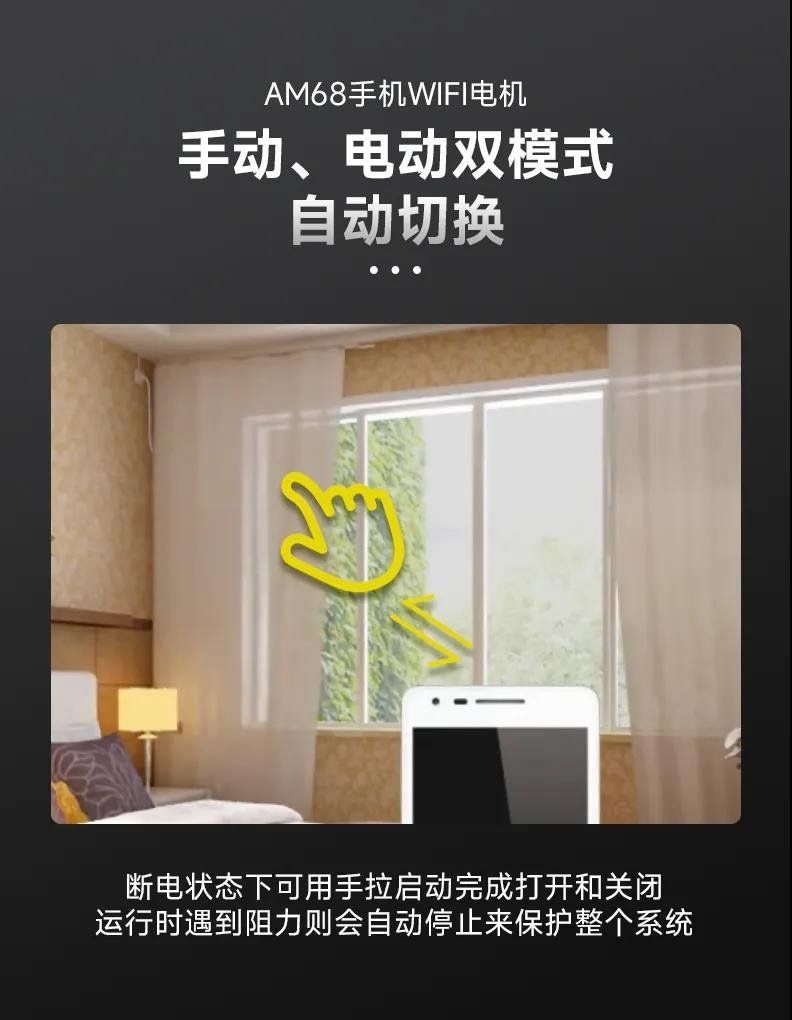 AM68手机WIFI电机
手动、电动双模式
自动切换
断电状态下可用手拉启动完成打开和关闭
运行时遇到阻力则会自动停止来保护整个系统